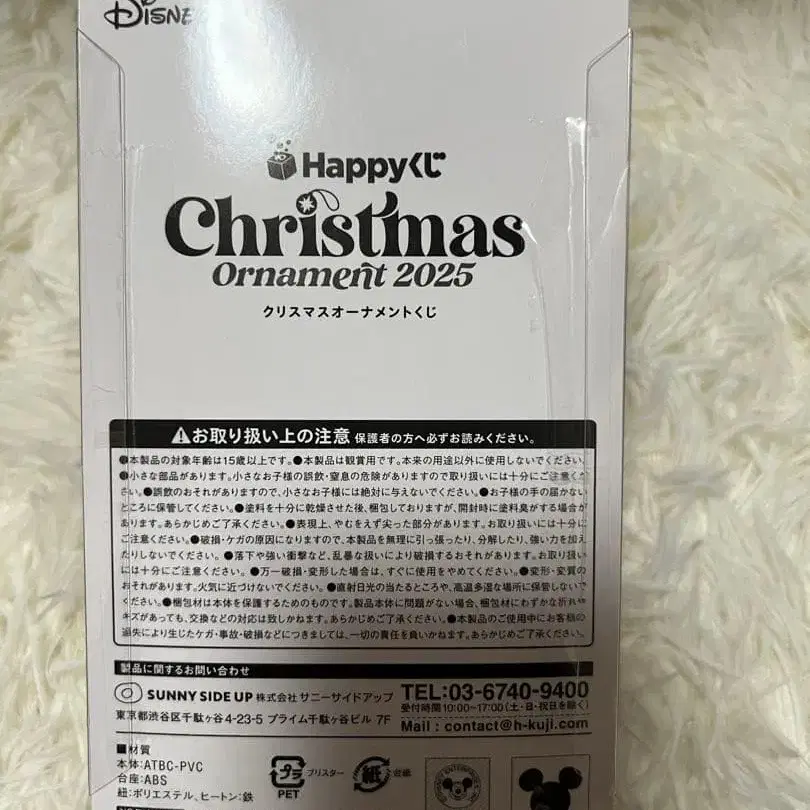 Disney
Happyくじ
Christmas
Ornament 2025
クリスマスオーナメントくじ
お取り扱い上の注意 保護者の方へ必ずお読みください。
●本製品の対象年齢は15歳以上です。●本製品は観賞用です。本来の用途以外に使用しないでください。
●小さな部品があります。小さなお子様の誤飲・窒息の危険がありますので取り扱いには十分にご注意くださ
い。●誤飲のおそれがありますので、小さなお子様には絶対に与えないでください。●お子様の手の届かない
ところに保管してください。●塗料を十分に乾燥させた後、梱包しておりますが、開封時に塗料臭がする場合が
あります。あらかじめご了承ください。●表現上、やむをえず尖った部分があります。お取り扱いには十分に
ご注意ください。●破損・ケガの原因になりますので、本製品を無理に引っ張ったり、分解したり、強い力を加え
たりしないでください。●落下や強い衝撃など、乱暴な扱いにより破損するおそれがあります。お取り扱い
には十分にご注意ください。●万一破損・変形した場合は、すぐに使用をやめてください。●変形・変質の
おそれがあります。火気に近づけないでください。●直射日光の当たるところや、高温多湿な場所に保管しないで
ください。●梱包材は本体を保護するためのものです。製品本体に問題がない場合、梱包材にわずかな折れや
キズがあっても、交換などの対応は致しかねます。あらかじめご了承ください。●本製品のご使用中にお客様の
過失により生じたケガ・事故・破損などにつきましては、一切の責任を負いかねます。あらかじめご了承ください。
製品に関するお問い合わせ
SUNNY SIDE UP 株式会社 サニーサイドアップ
東京都渋谷区千駄ヶ谷4-23-5 プライム千駄ヶ谷ビル 7F
TEL:03-6740-9400
受付時間10:00~17:00(土・日・祝日を除く)
Mail : contact@h-kuji.com
■材質
本体:ATBC-PVC
台座:ABS
紐:ポリエステル、ヒートン:鉄
プラ
PET
ブリスター
紙
台紙